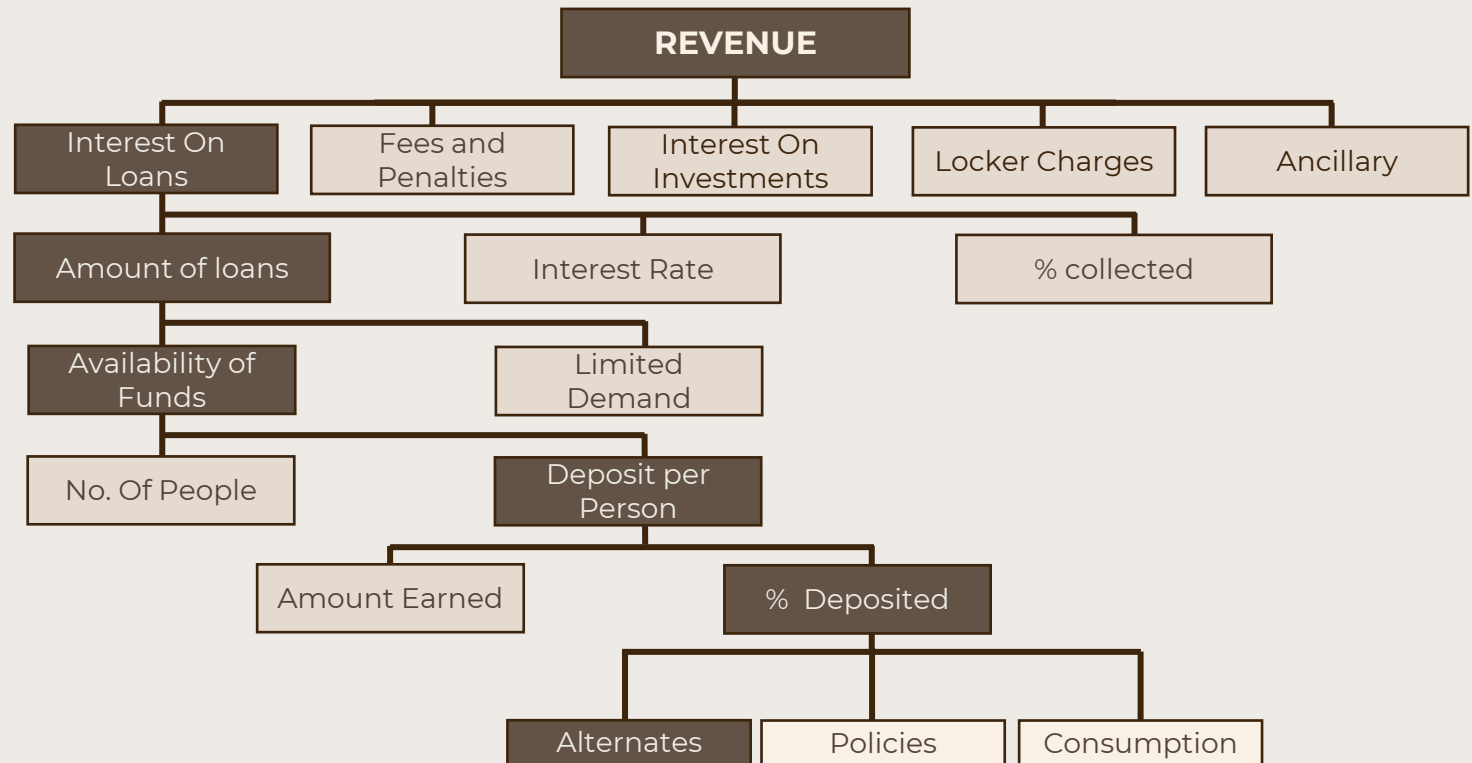 REVENUE
Interest On
Loans
Fees and
Penalties
Interest On
Investments
Locker Charges
Ancillary
Amount of loans
Interest Rate
% collected
Availability of
Funds
Limited
Demand
No. Of People
Deposit per
Person
Amount Earned
% Deposited
Alternates
Policies
Consumption